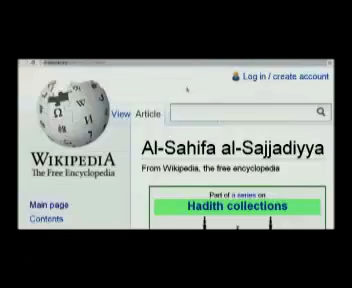 Log in / create account
View Article
Al-Sahifa al-Sajjadiyya
WIKIPEDIA
The Free Encyclopedia
From Wikipedia, the free encyclopedia
Part of a series on
Hadith collections
Main page
Contents